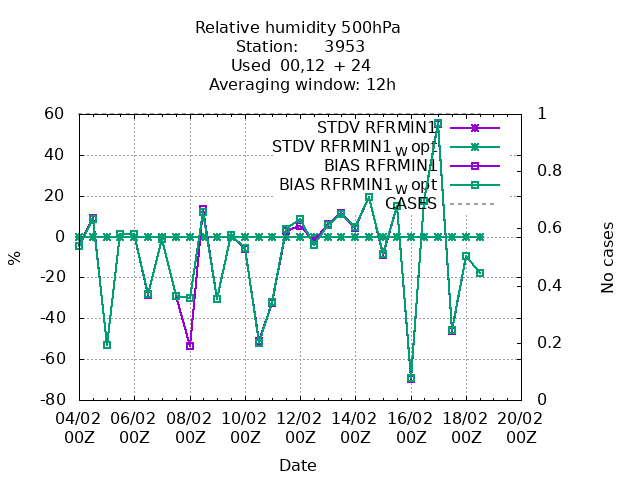 Relative humidity 500hPa
Station: 3953
Used 00,12 + 24
Averaging window: 12h
60 40 20 0 -20 -40 -60 -80
%
1 0.8 0.6 0.4 0.2 0
No cases
STDV RFRMIN1
STDV RFRMIN1_w opt
BIAS RFRMIN1
BIAS RFRMIN1_w opt
CASES
04/02 06/02 08/02 10/02 12/02 14/02 16/02 18/02 20/02
00Z 00Z 00Z 00Z 00Z 00Z 00Z 00Z 00Z
Date